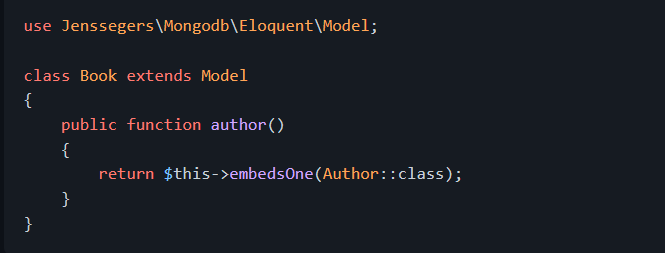 use Jenssegers\Mongodb\Eloquent\Model;
class Book extends Model
{
    public function author()
    {
        return $this->embedsOne(Author::class);
    }
}